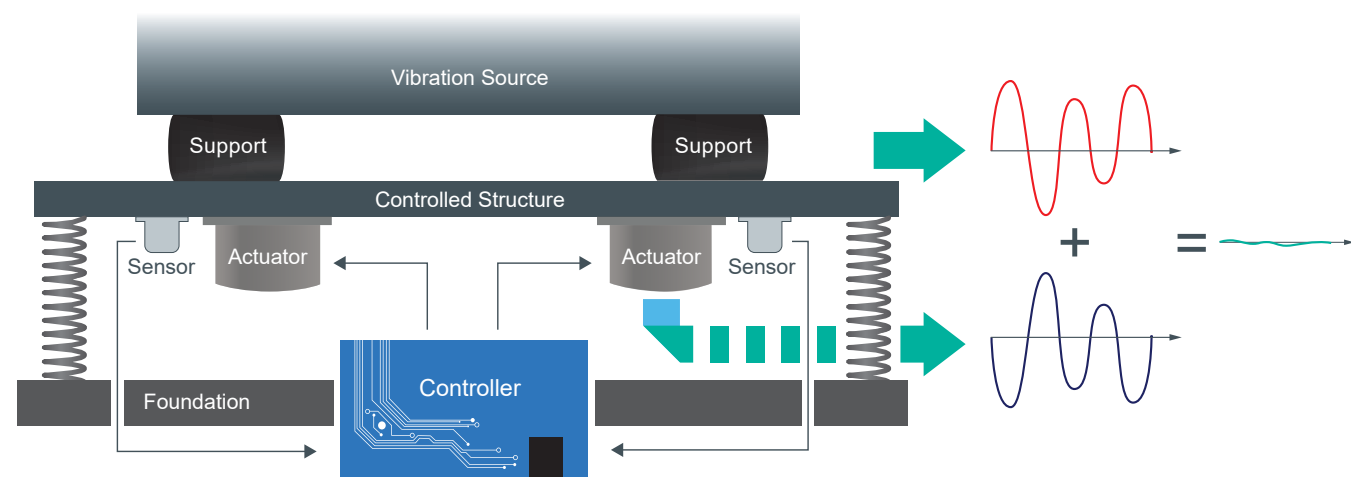 Vibration Source
Support
Support
Controlled Structure
Sensor
Actuator
Actuator
Sensor
Controller
Foundation
+
=